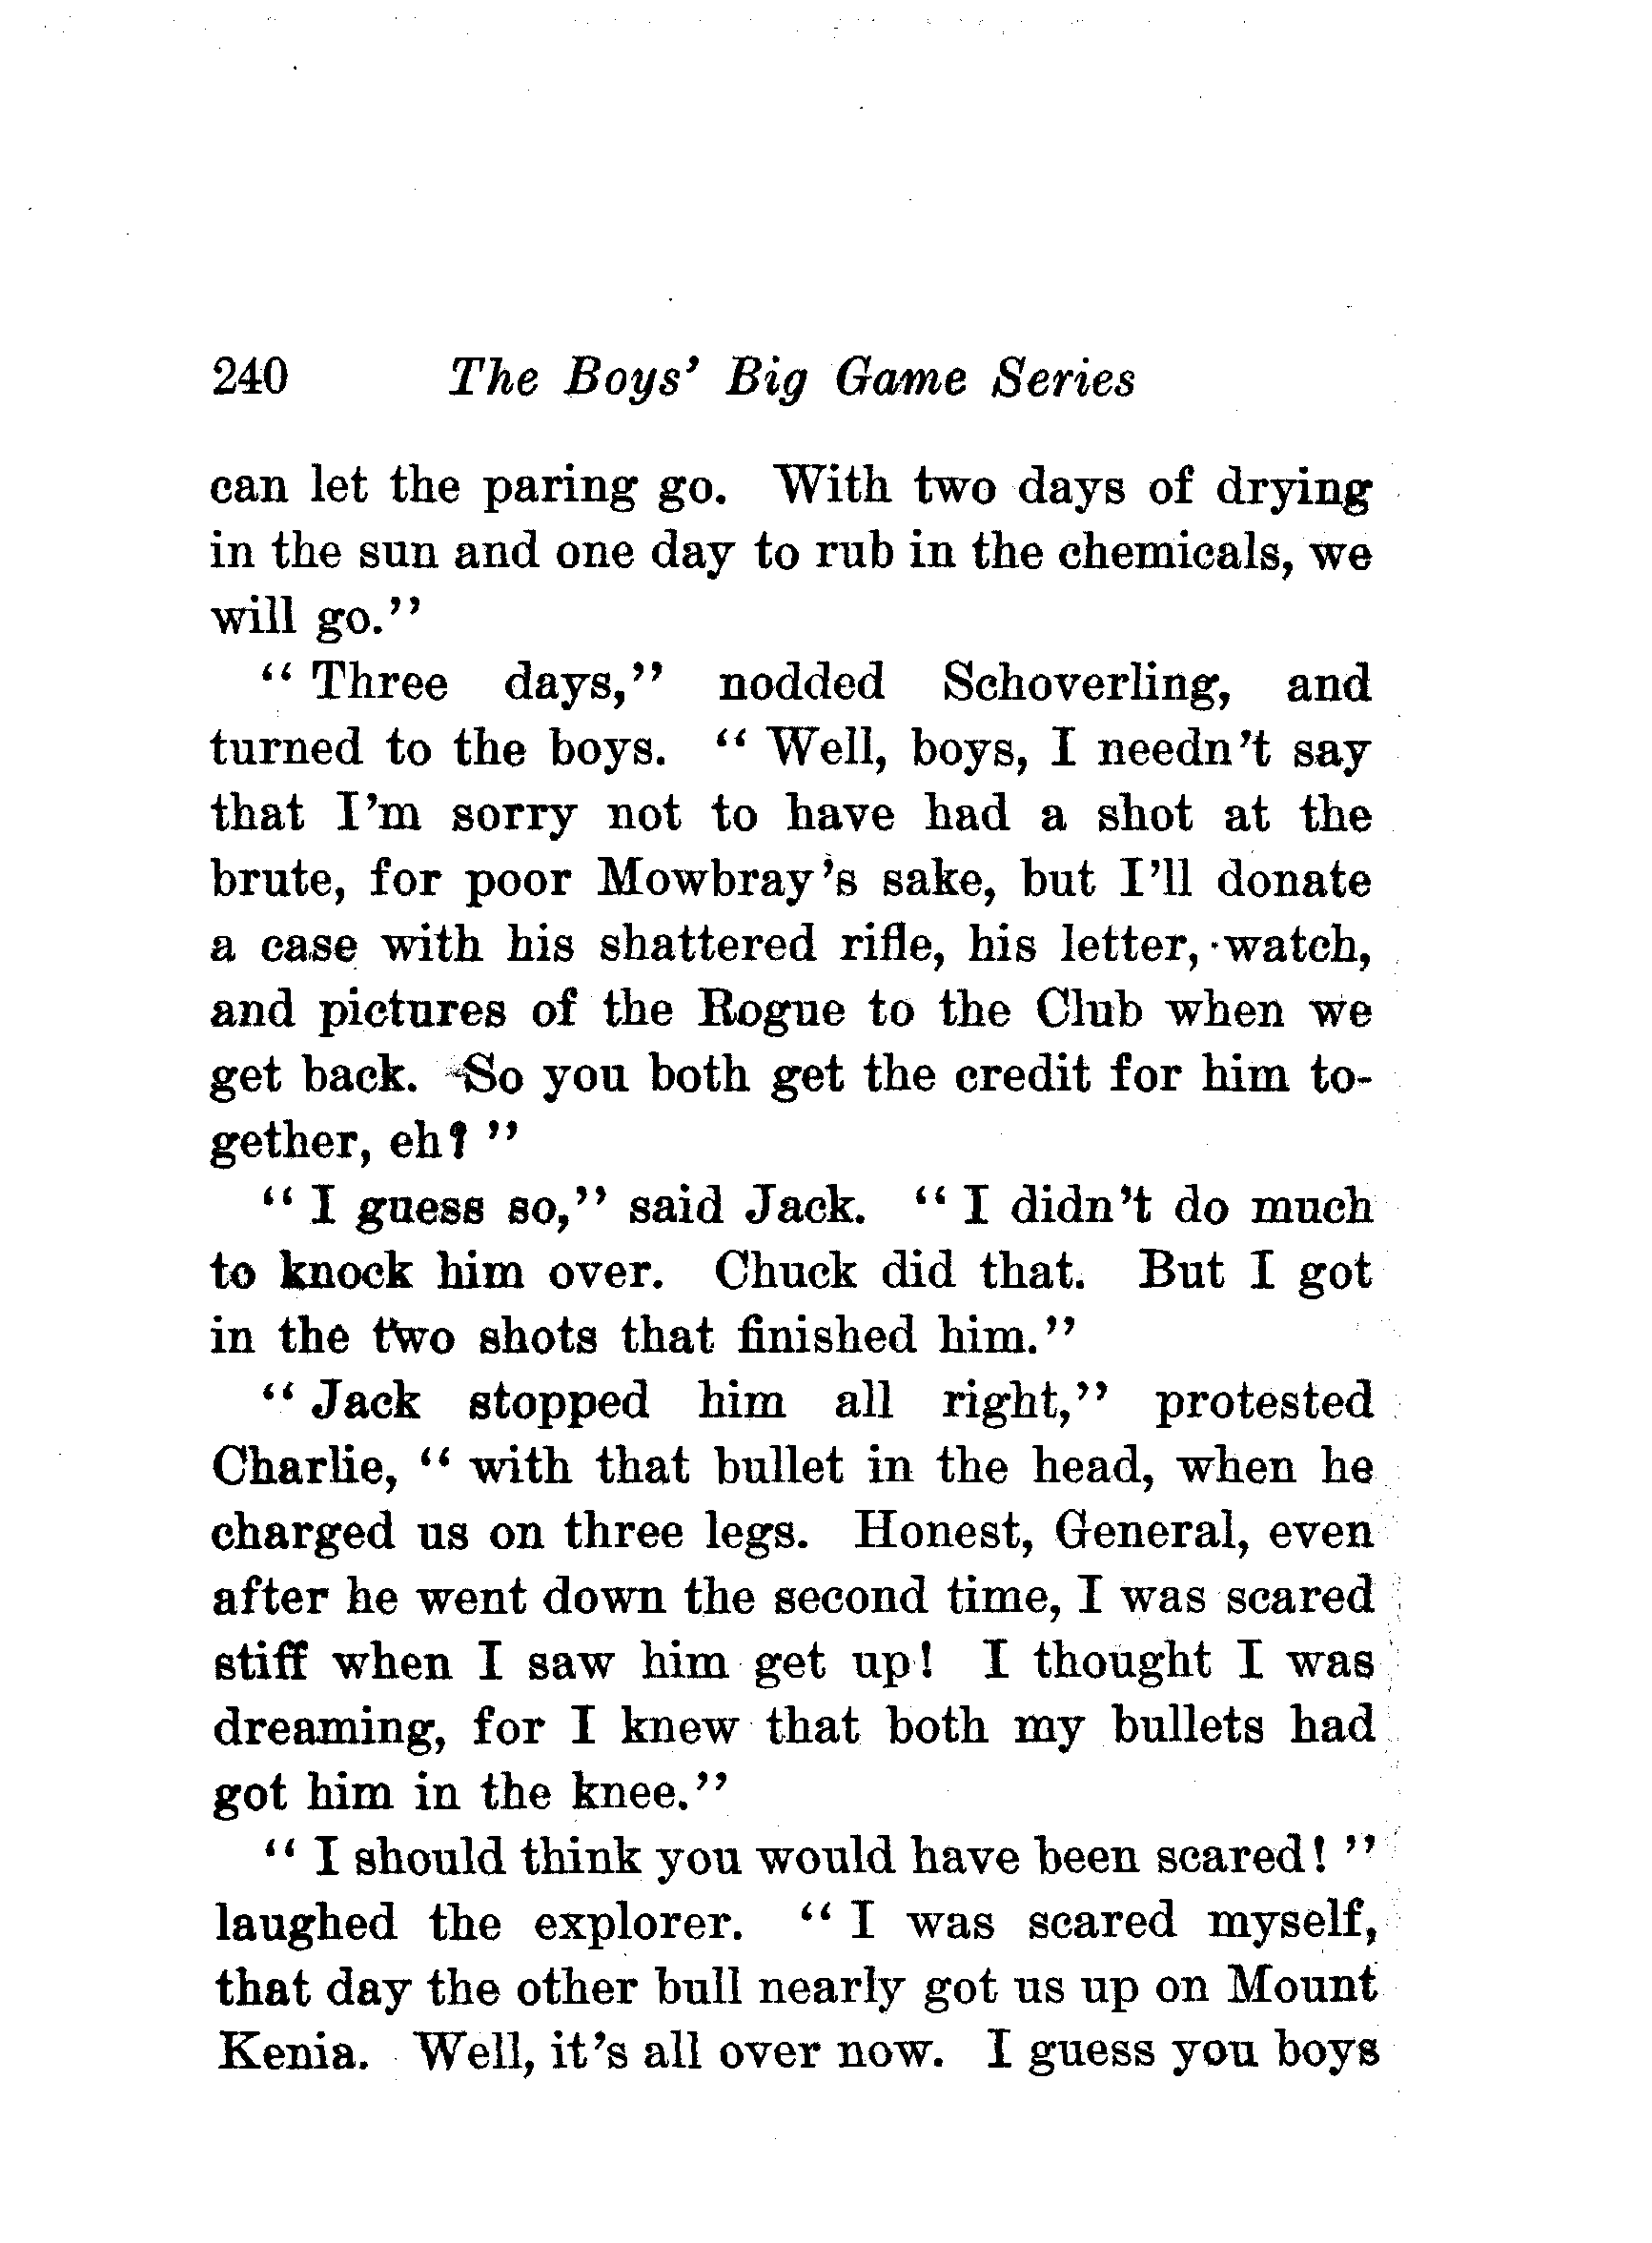 240 The Boys' Big Game Series
can let the paring go. With two days of drying
in the sun and one day to rub in the chemicals, we
will go."
"Three days," nodded Schoverling, and
turned to the boys. "Well, boys, I needn't say
that I'm sorry not to have had a shot at the
brute, for poor Mowbray's sake, but I'll donate
a case with his shattered rifle, his letter, watch,
and pictures of the Rogue to the Club when we
get back. So you both get the credit for him to-
gether, eh?"
"I guess so," said Jack. "I didn't do much
to knock him over. Chuck did that. But I got
in the two shots that finished him."
"Jack stopped him all right," protested
Charlie, "with that bullet in the head, when he
charged us on three legs. Honest, General, even
after he went down the second time, I was scared
stiff when I saw him get up! I thought I was
dreaming, for I knew that both my bullets had
got him in the knee."
"I should think you would have been scared!"
laughed the explorer. "I was scared myself,
that day the other bull nearly got us up on Mount
Kenia. Well, it's all over now. I guess you boys